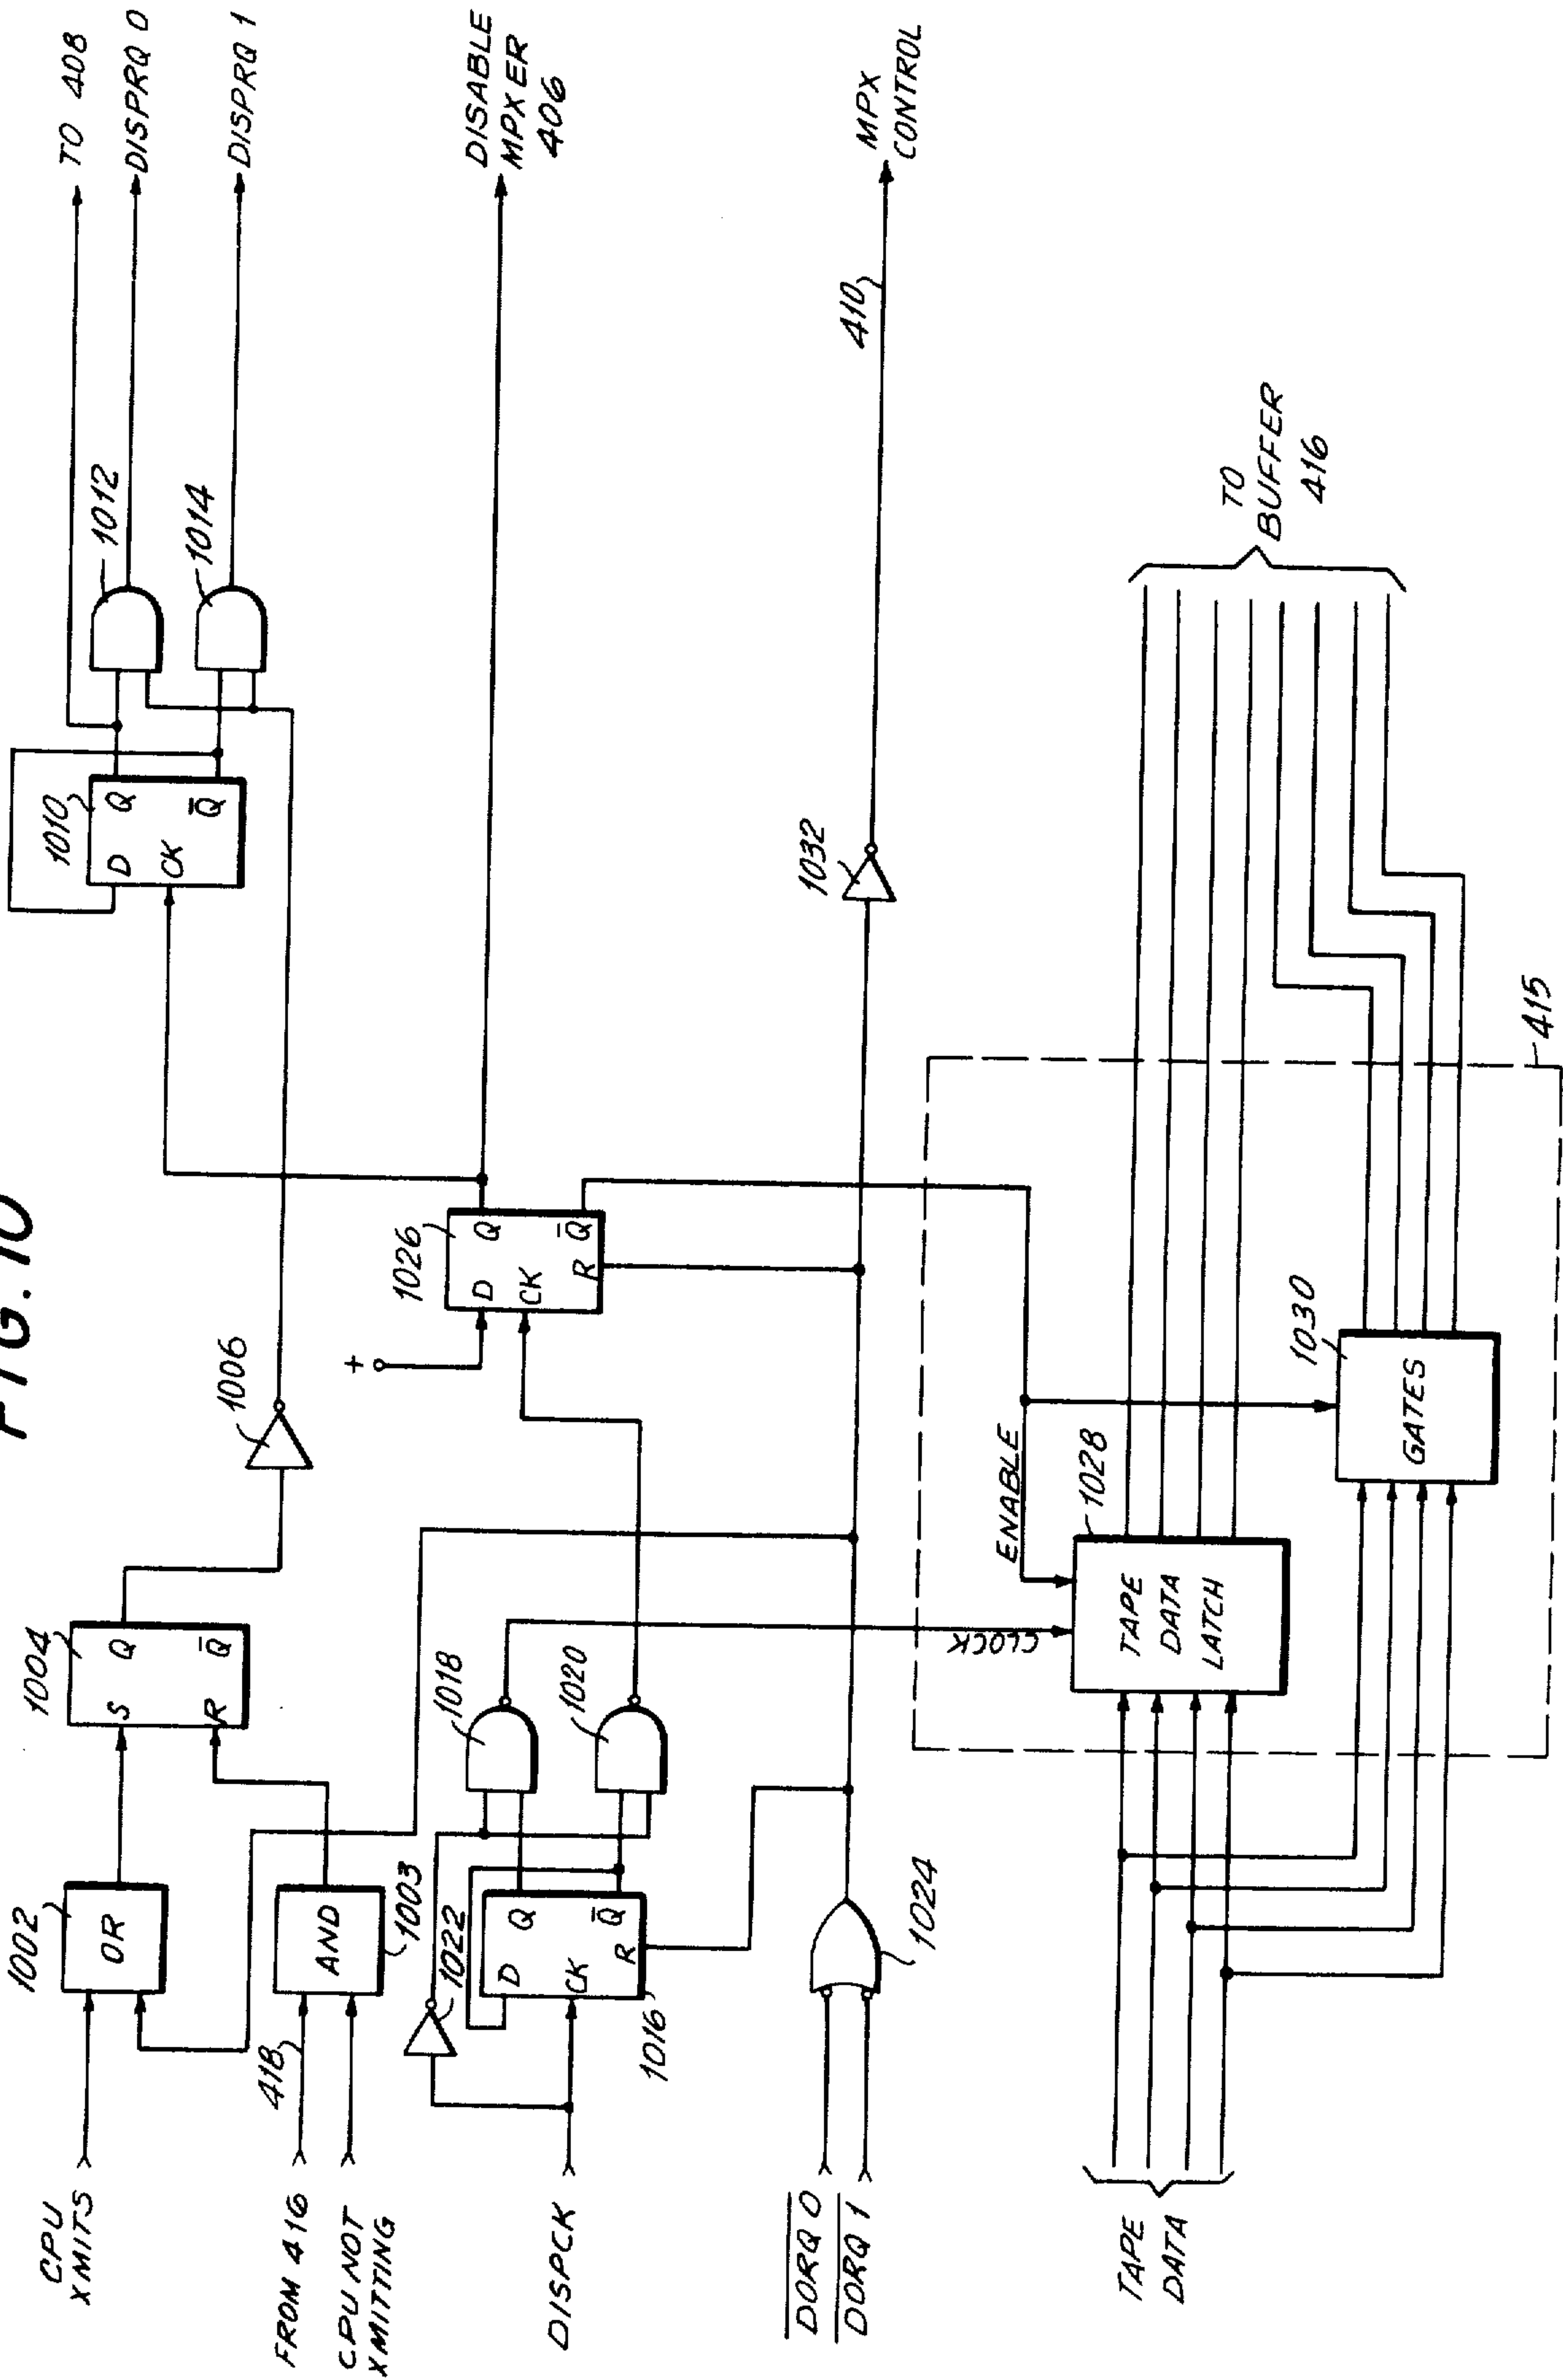 FIG. 10
TO 408
DISPRQ 0
DISPRQ 1
DISABLE
MPXER
406
MPX
CONTROL
410
1012
1014
1010
D
Q
CK
Q̅
1032
TO
BUFFER
416
415
1026
D
Q
CK
Q̅
R
+
1006
1030
GATES
ENABLE
1028
TAPE
DATA
LATCH
CLOCK
1004
S
Q
R
Q̅
1018
1020
1002
OR
AND
1003
1022
D
Q
CK
Q̅
R
1016
1024
CPU
XMITS
418
FROM 416
CPU NOT
XMITTING
DISPCK
D̅O̅R̅Q̅ ̅0̅
D̅O̅R̅Q̅ ̅1̅
TAPE
DATA